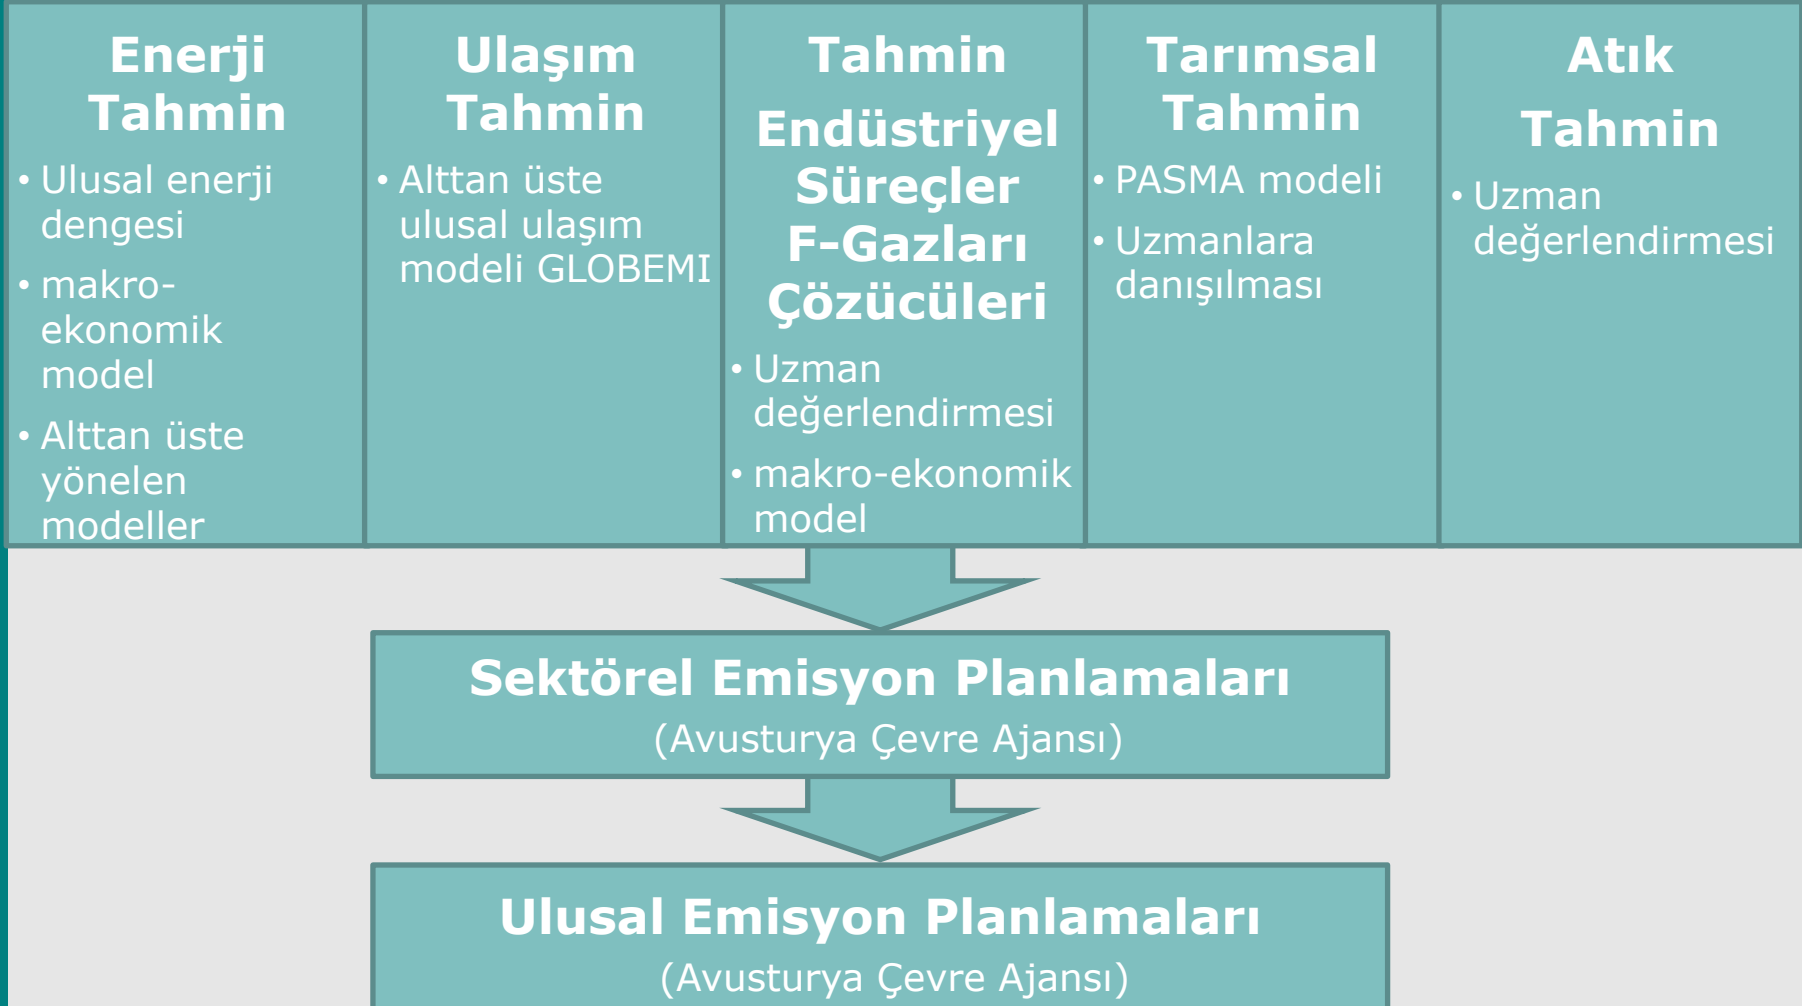 Enerji
Tahmin
• Ulusal enerji
dengesi
• makro-
ekonomik
model
• Alttan üste
yönelen
modeller
Ulaşım
Tahmin
• Alttan üste
ulusal ulaşım
modeli GLOBEMI
Tahmin
Endüstriyel
Süreçler
F-Gazları
Çözücüleri
• Uzman
değerlendirmesi
• makro-ekonomik
model
Tarımsal
Tahmin
• PASMA modeli
• Uzmanlara
danışılması
Atık
Tahmin
• Uzman
değerlendirmesi
Sektörel Emisyon Planlamaları
(Avusturya Çevre Ajansı)
Ulusal Emisyon Planlamaları
(Avusturya Çevre Ajansı)